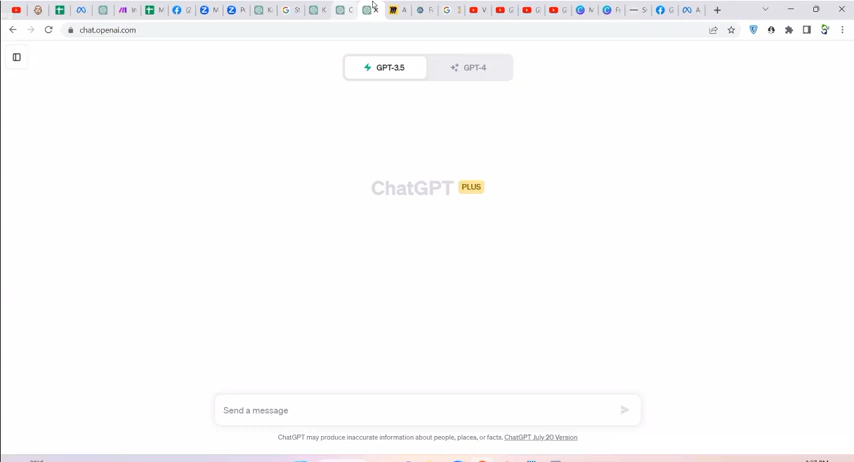 chat.openai.com
GPT-3.5
GPT-4
ChatGPT PLUS
Send a message
ChatGPT may produce inaccurate information about people, places, or facts. ChatGPT July 20 Version